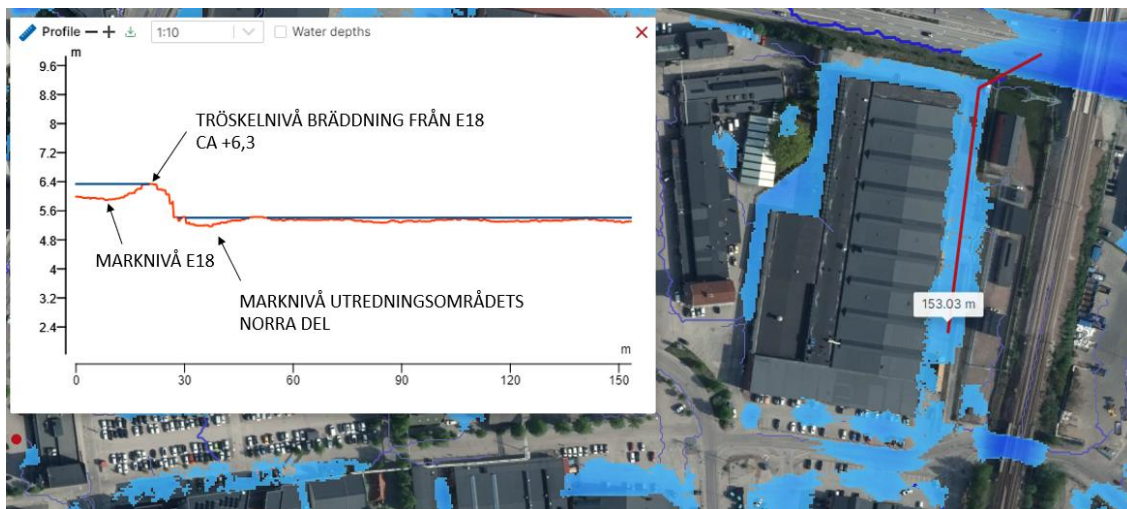 Profile
1:10
Water depths
m
9.6
8.8
8
7.2
6.4
5.6
4.8
4
3.2
2.4
TRÖSKELNIVÅ BRÄDDNING FRÅN E18
CA +6,3
MARKNIVÅ E18
MARKNIVÅ UTREDNINGSOMRÅDETS
NORRA DEL
m
0 30 60 90 120 150
153.03 m